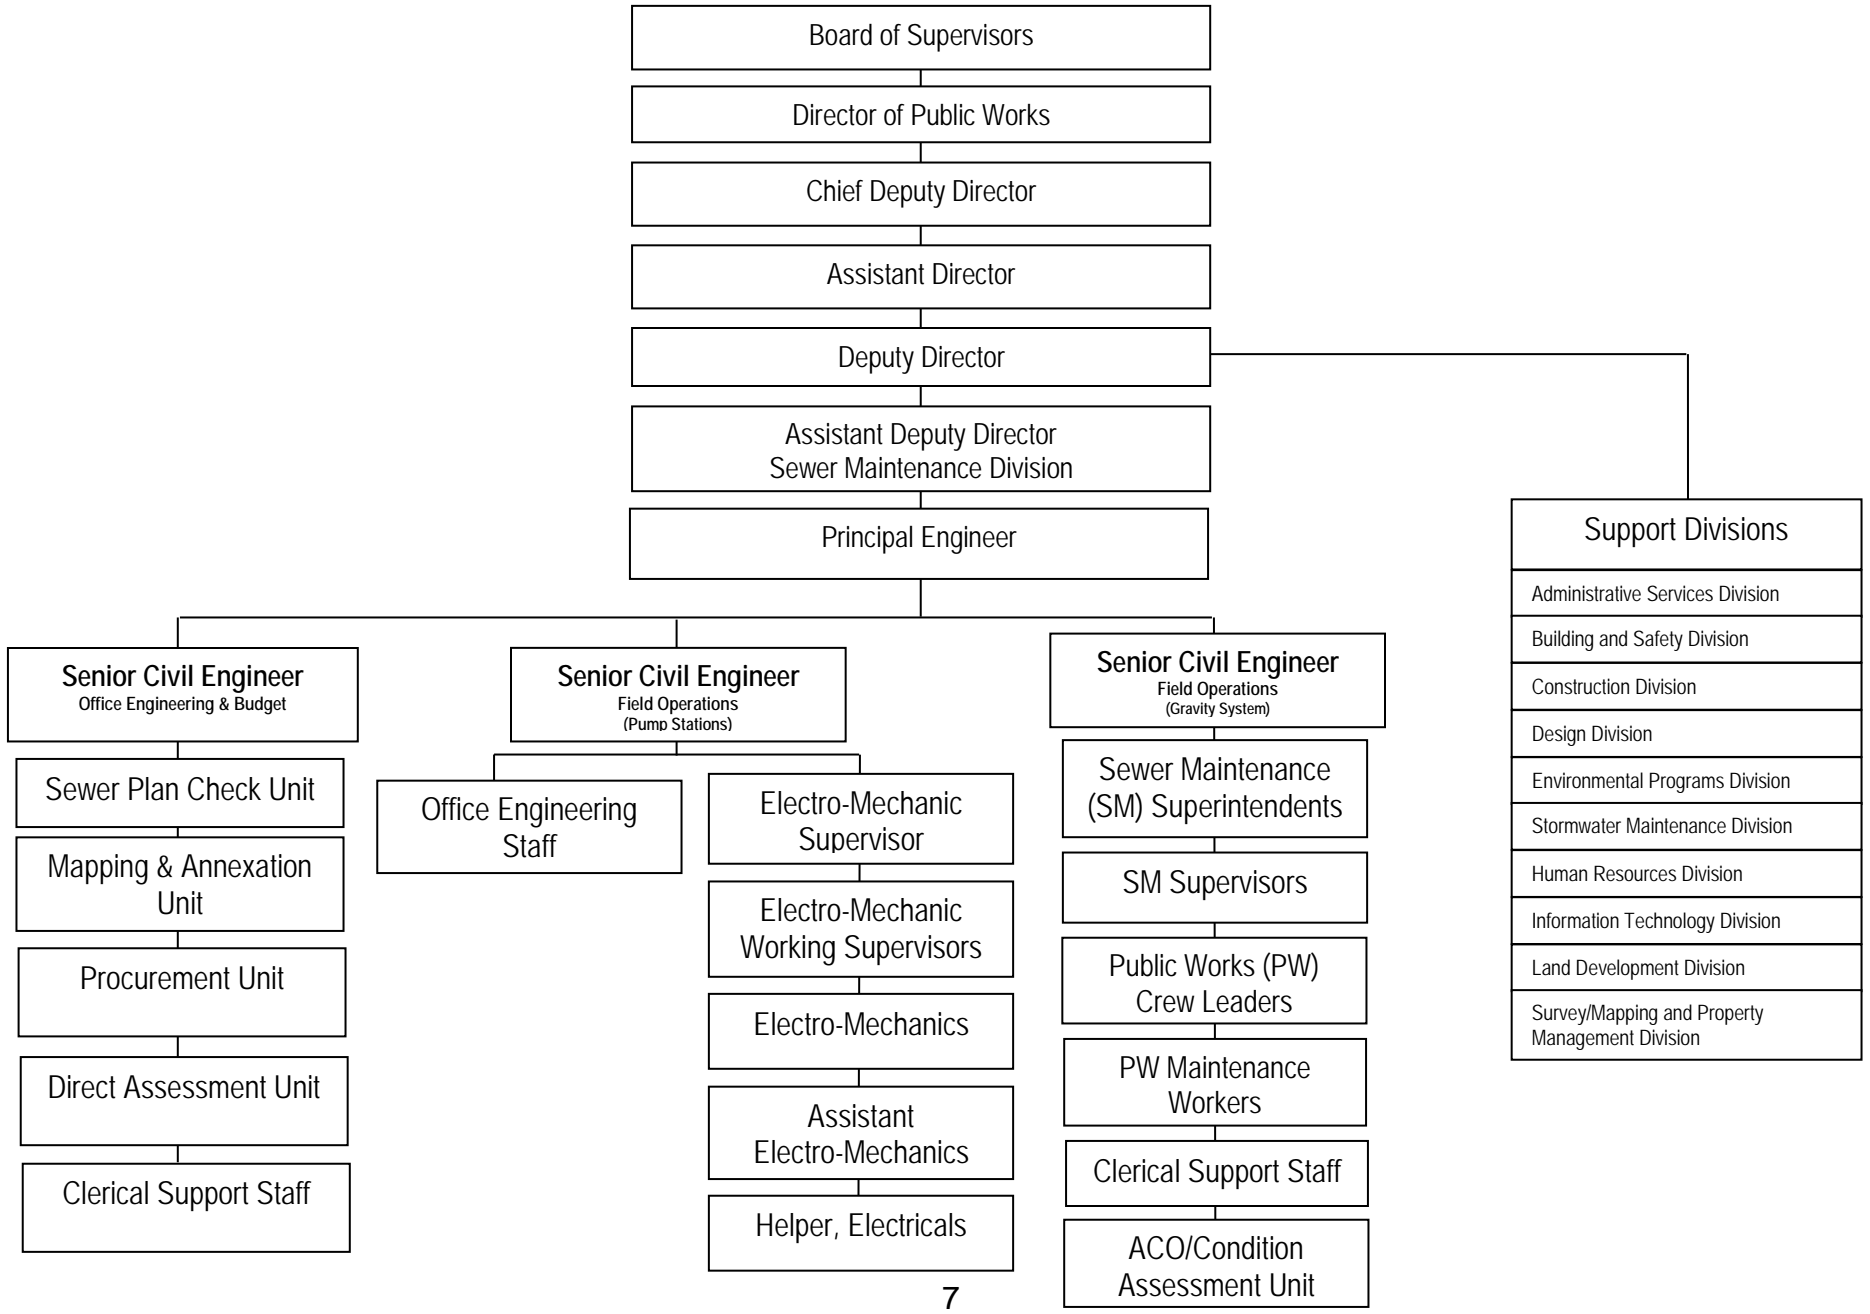 Board of Supervisors
Director of Public Works
Chief Deputy Director
Assistant Director
Deputy Director
Assistant Deputy Director
Sewer Maintenance Division
Principal Engineer
Senior Civil Engineer
Office Engineering & Budget
Sewer Plan Check Unit
Mapping & Annexation
Unit
Procurement Unit
Direct Assessment Unit
Clerical Support Staff
Senior Civil Engineer
Field Operations
(Pump Stations)
Office Engineering
Staff
Electro-Mechanic
Supervisor
Electro-Mechanic
Working Supervisors
Electro-Mechanics
Assistant
Electro-Mechanics
Helper, Electricals
Senior Civil Engineer
Field Operations
(Gravity System)
Sewer Maintenance
(SM) Superintendents
SM Supervisors
Public Works (PW)
Crew Leaders
PW Maintenance
Workers
Clerical Support Staff
ACO/Condition
Assessment Unit
Support Divisions
Administrative Services Division
Building and Safety Division
Construction Division
Design Division
Environmental Programs Division
Stormwater Maintenance Division
Human Resources Division
Information Technology Division
Land Development Division
Survey/Mapping and Property
Management Division
7